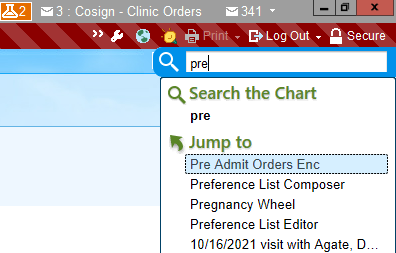 2 3 : Cosign - Clinic Orders 341
Print Log Out Secure
pre
Search the Chart
pre
Jump to
Pre Admit Orders Enc
Preference List Composer
Pregnancy Wheel
Preference List Editor
10/16/2021 visit with Agate, D...